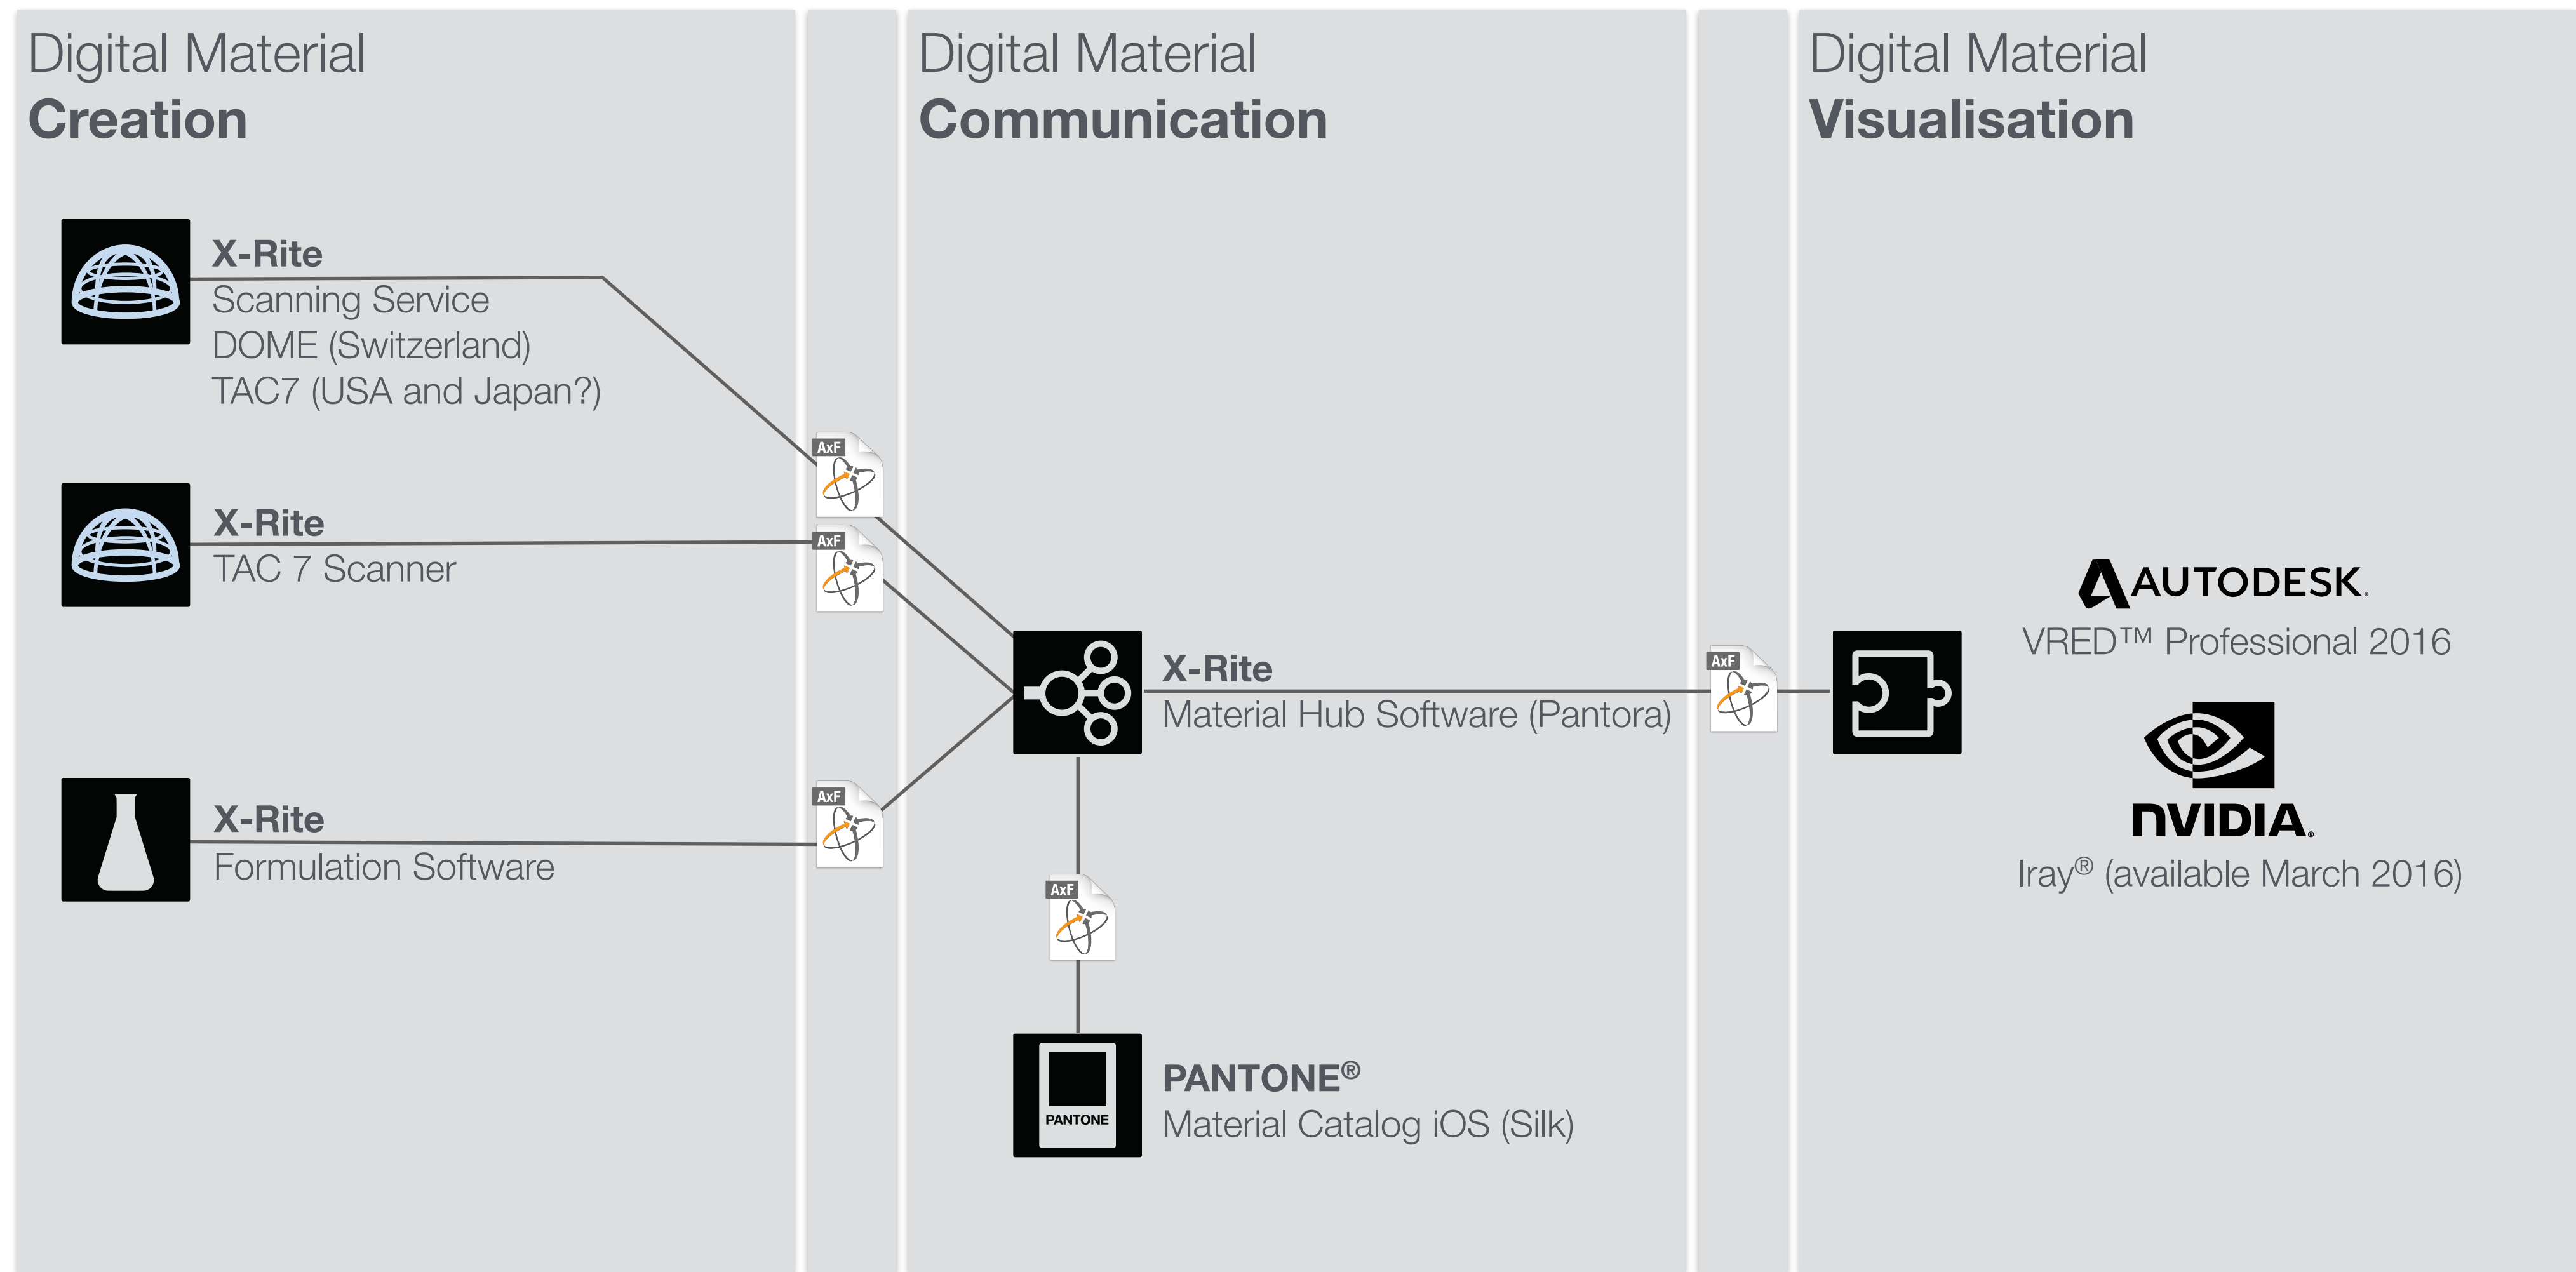 Digital Material
Creation
X-Rite
Scanning Service
DOME (Switzerland)
TAC7 (USA and Japan?)
X-Rite
TAC 7 Scanner
X-Rite
Formulation Software
AxF
AxF
AxF
Digital Material
Communication
X-Rite
Material Hub Software (Pantora)
AxF
PANTONE
PANTONE®
Material Catalog iOS (Silk)
AxF
Digital Material
Visualisation
AUTODESK.
VRED™ Professional 2016
NVIDIA.
Iray® (available March 2016)